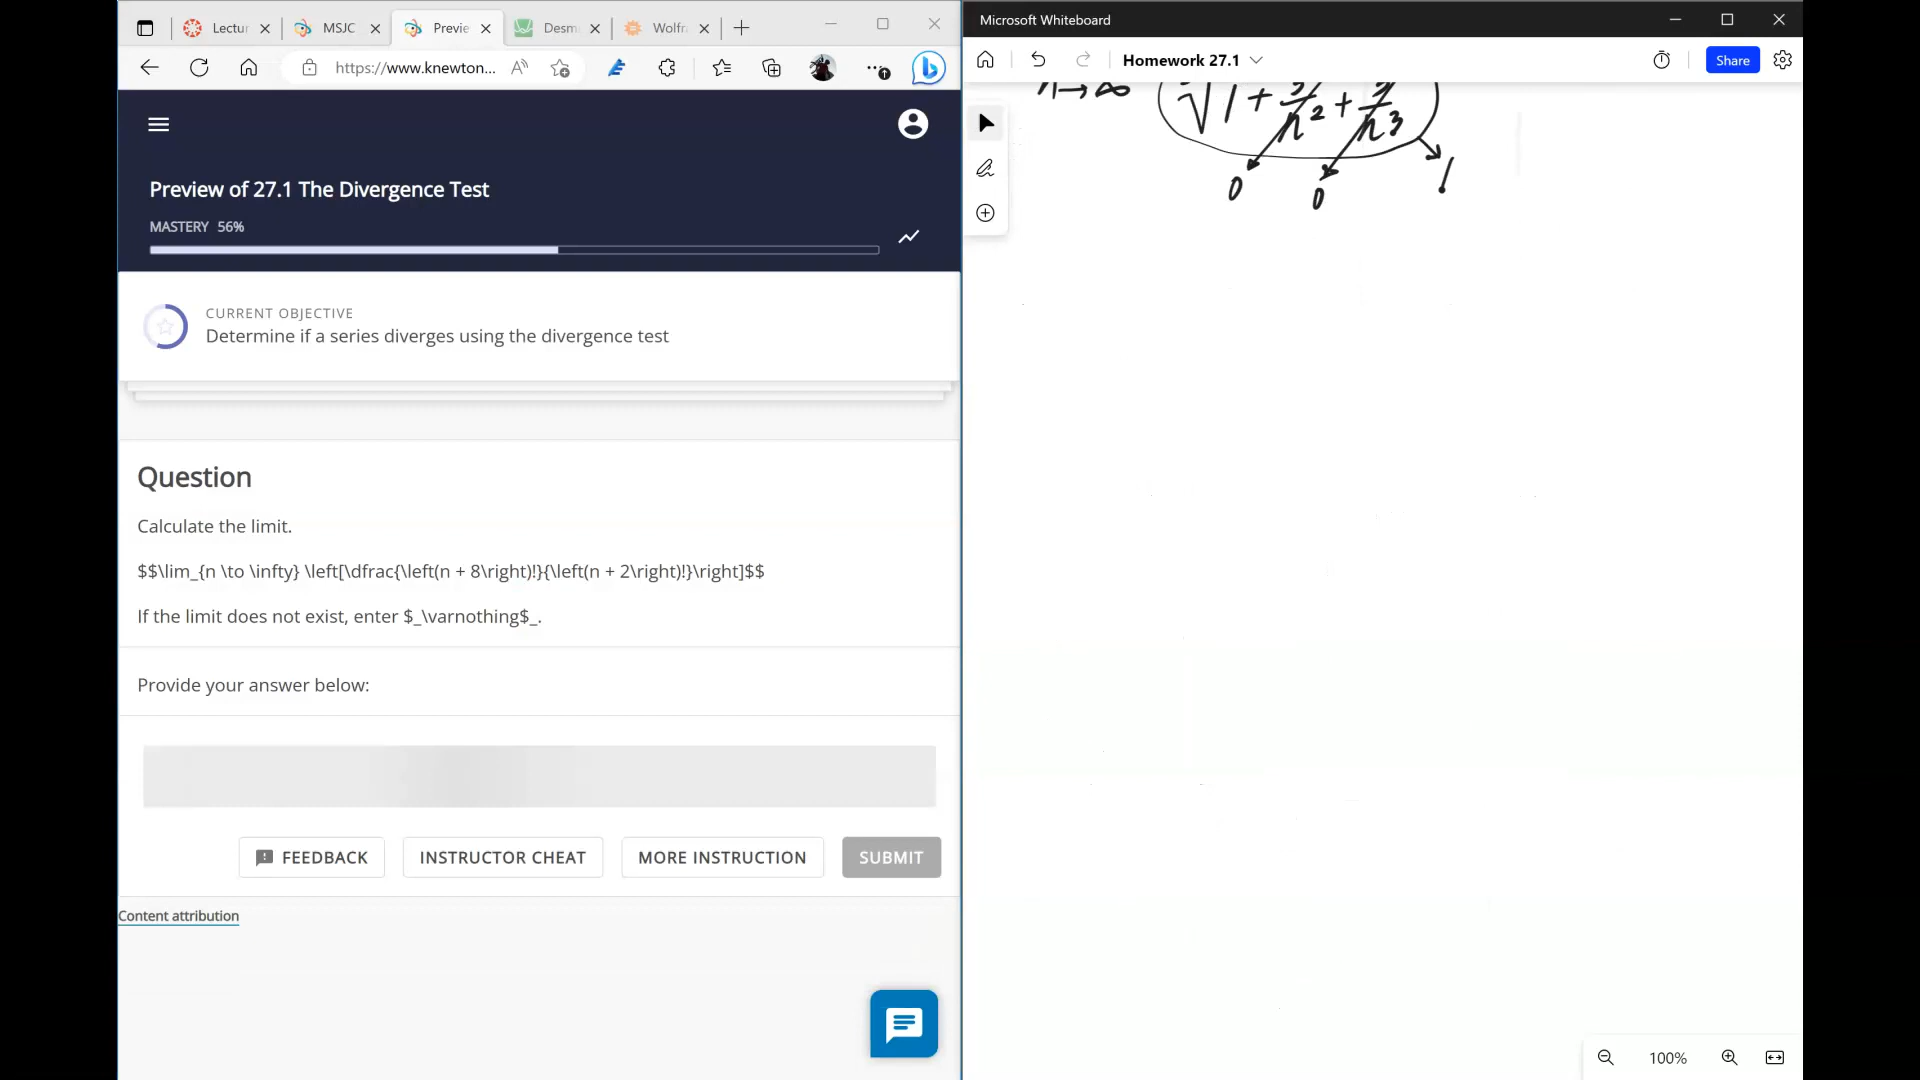 Lectur
MSJC
Previe
Desm
Wolfr
https://www.knewton...
Preview of 27.1 The Divergence Test
MASTERY 56%
CURRENT OBJECTIVE
Determine if a series diverges using the divergence test
Question
Calculate the limit.
$$\lim_{n \to \infty} \left[\dfrac{\left(n + 8\right)!}{\left(n + 2\right)!}\right]$$
If the limit does not exist, enter $_\varnothing$_.
Provide your answer below:
FEEDBACK
INSTRUCTOR CHEAT
MORE INSTRUCTION
SUBMIT
Content attribution
Microsoft Whiteboard
Homework 27.1
Share
n→∞ √1 + /n² + /n³
0 0 1
100%